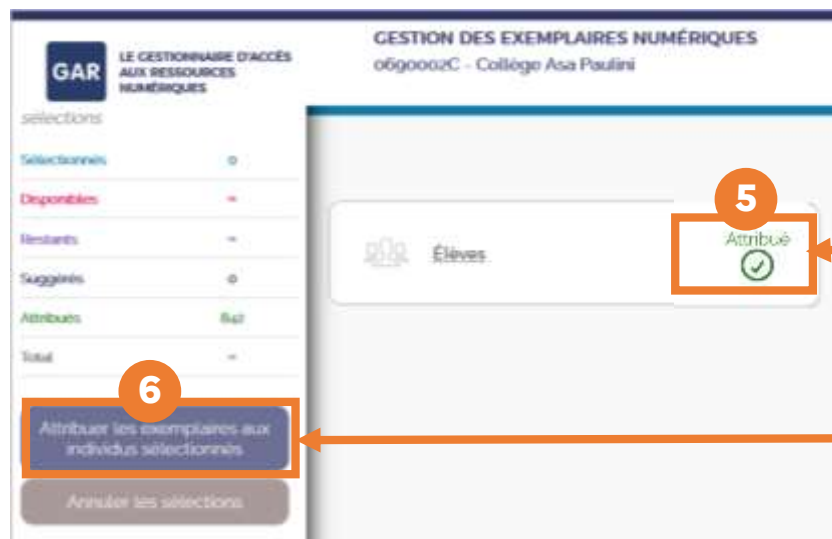 GAR
LE GESTIONNAIRE D'ACCÈS
AUX RESSOURCES
NUMÉRIQUES
GESTION DES EXEMPLAIRES NUMÉRIQUES
0690002C - Collège Asa Paulini
sélections
Sélectionnés 0
Disponibles ∞
Restants ∞
Suggérés 0
Attribués 842
Total ∞
5
Élèves
Attribué
6
Attribuer les exemplaires aux
individus sélectionnés
Annuler les sélections